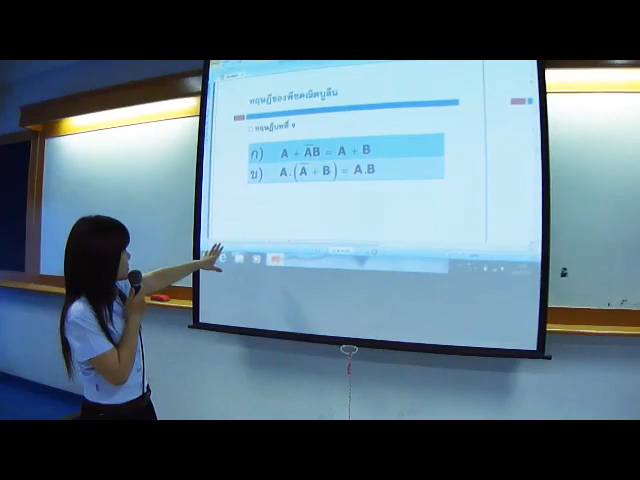 ทฤษฎีของพีชคณิตบูลีน
□ ทฤษฎีบทที่ 9
ก) A + A̅B = A + B
ข) A.(A̅ + B) = A.B